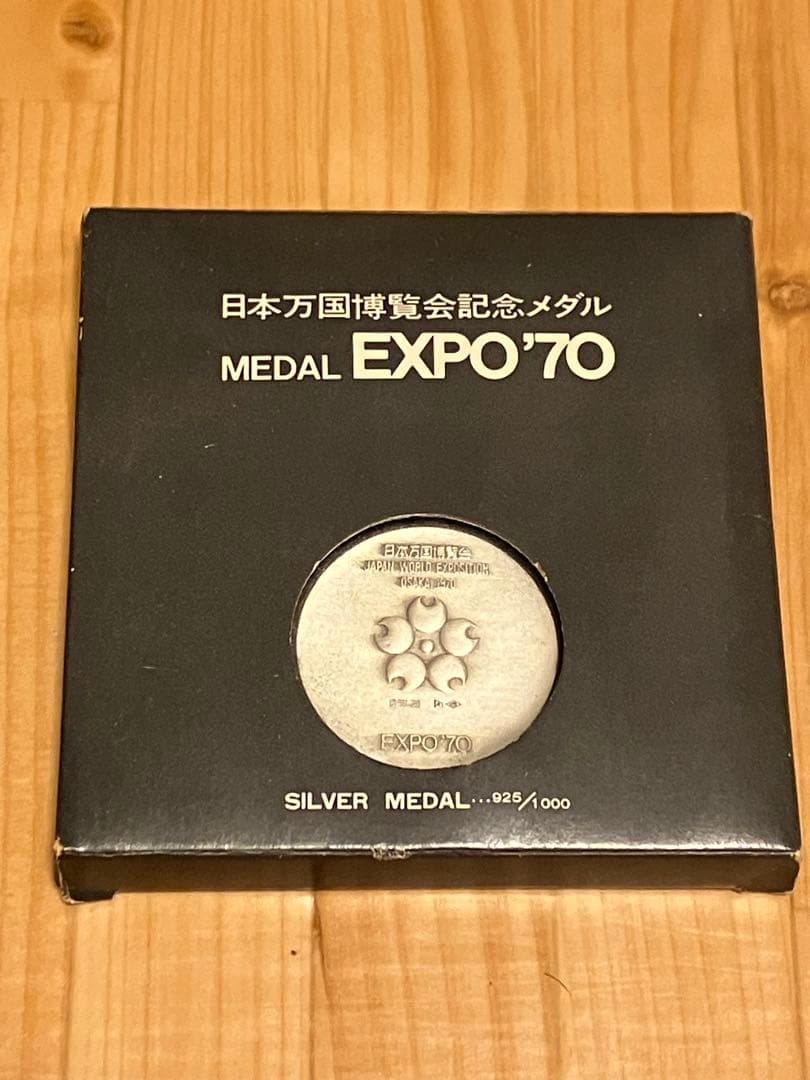 日本万国博覧会記念メダル
MEDAL EXPO'70
日本万国博覧会
JAPAN WORLD EXPOSITION
OSAKA 1970
EXPO'70
SILVER MEDAL...925/1000